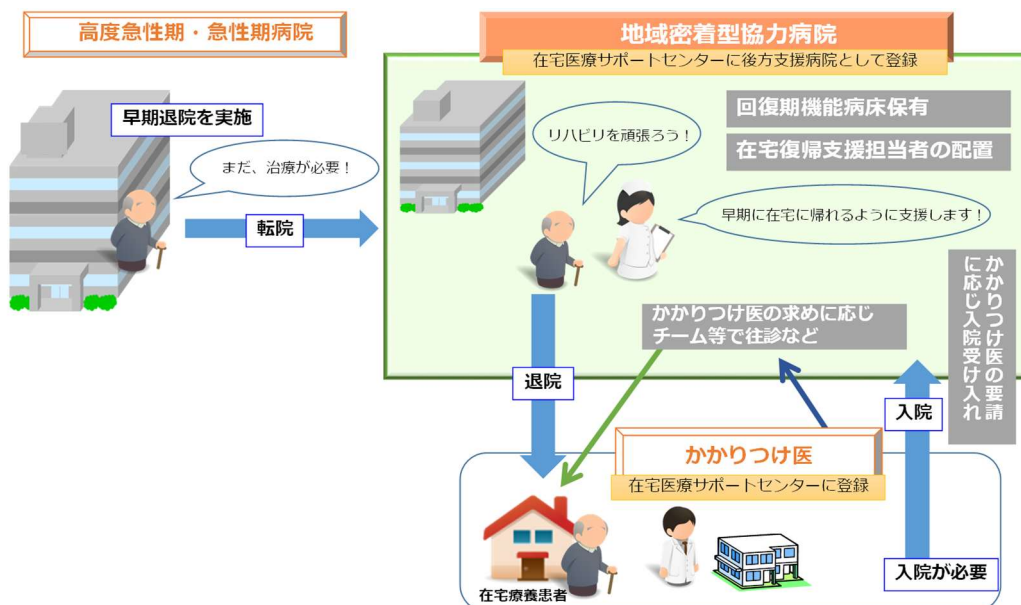 高度急性期・急性期病院
早期退院を実施
まだ、治療が必要！
転院
地域密着型協力病院
在宅医療サポートセンターに後方支援病院として登録
回復期機能病床保有
在宅復帰支援担当者の配置
リハビリを頑張ろう！
早期に在宅に帰れるように支援します！
かかりつけ医の求めに応じ
チーム等で往診など
かかりつけ医の要請
に応じ入院受け入れ
退院
入院
かかりつけ医
在宅医療サポートセンターに登録
在宅療養患者
入院が必要